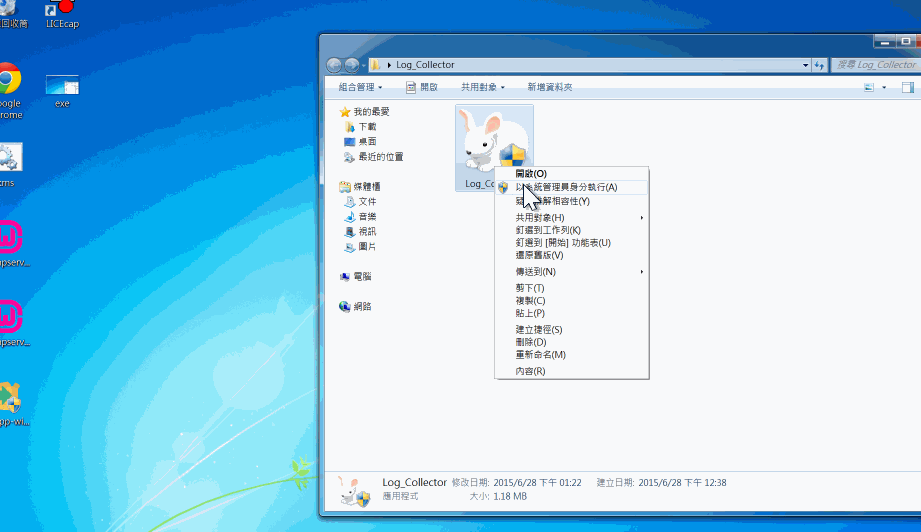 回收筒
LICEcap
ogle
rome
exe
ms
pserv...
pserv...
pp-wi...
Log_Collector
搜尋 Log_Collector
組合管理
開啟
共用對象
新增資料夾
我的最愛
下載
桌面
最近的位置
媒體櫃
文件
音樂
視訊
圖片
電腦
網路
Log_Co
開啟(O)
以系統管理員身分執行(A)
解相容性(Y)
共用對象(H)
釘選到工作列(K)
釘選到 [開始] 功能表(U)
還原舊版(V)
傳送到(N)
剪下(T)
複製(C)
貼上(P)
建立捷徑(S)
刪除(D)
重新命名(M)
內容(R)
Log_Collector 修改日期: 2015/6/28 下午 01:22 建立日期: 2015/6/28 下午 12:38
應用程式 大小: 1.18 MB